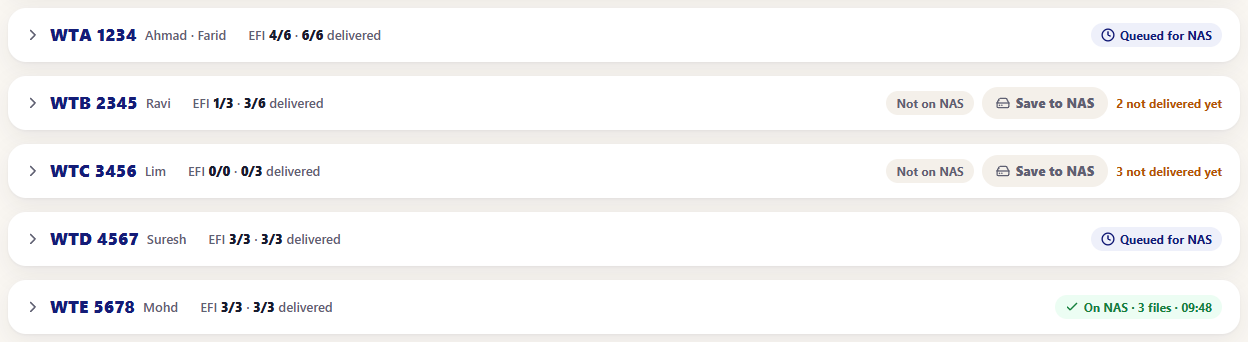 WTA 1234 Ahmad · Farid EFI 4/6 · 6/6 delivered Queued for NAS
WTB 2345 Ravi EFI 1/3 · 3/6 delivered Not on NAS Save to NAS 2 not delivered yet
WTC 3456 Lim EFI 0/0 · 0/3 delivered Not on NAS Save to NAS 3 not delivered yet
WTD 4567 Suresh EFI 3/3 · 3/3 delivered Queued for NAS
WTE 5678 Mohd EFI 3/3 · 3/3 delivered On NAS · 3 files · 09:48